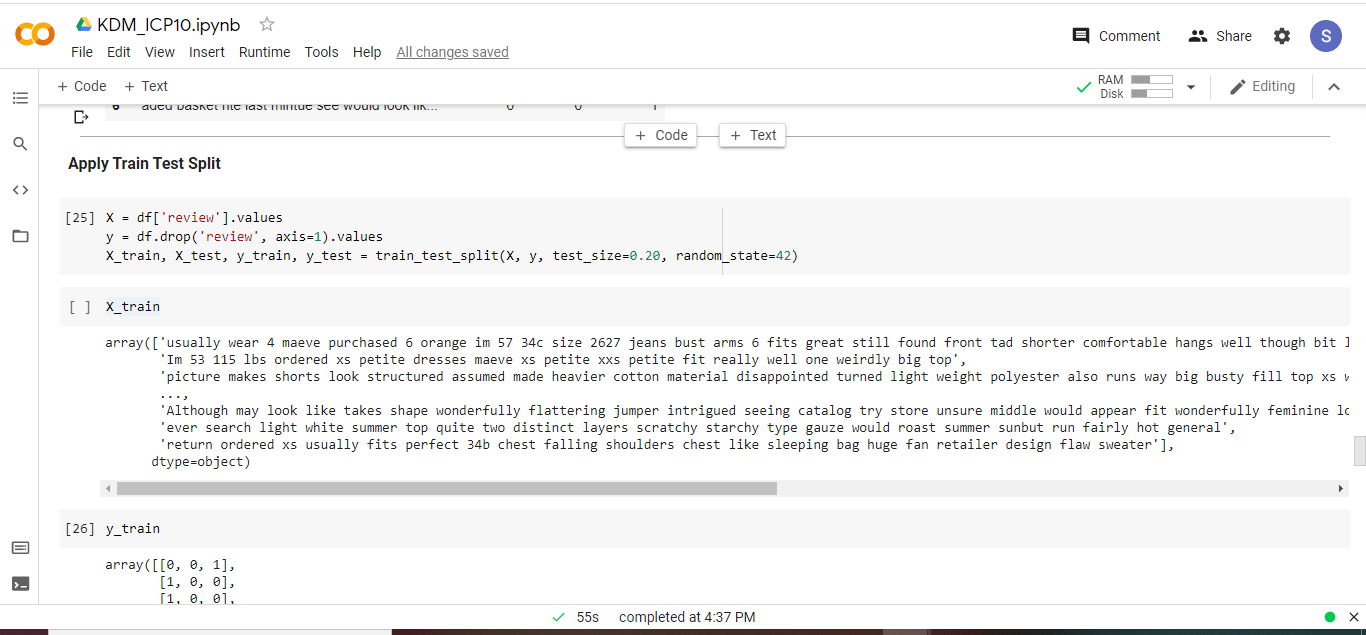 KDM_ICP10.ipynb
File Edit View Insert Runtime Tools Help All changes saved
Comment Share S
+ Code + Text
RAM
Disk
Editing
6 aded basket hte last mintue see would look lik... 0 0 1
+ Code + Text
Apply Train Test Split
[25] X = df['review'].values
y = df.drop('review', axis=1).values
X_train, X_test, y_train, y_test = train_test_split(X, y, test_size=0.20, random_state=42)
[ ] X_train
array(['usually wear 4 maeve purchased 6 orange im 57 34c size 2627 jeans bust arms 6 fits great still found front tad shorter comfortable hangs well though bit
'Im 53 115 lbs ordered xs petite dresses maeve xs petite xxs petite fit really well one weirdly big top',
'picture makes shorts look structured assumed made heavier cotton material disappointed turned light weight polyester also runs way big busty fill top xs
...,
'Although may look like takes shape wonderfully flattering jumper intrigued seeing catalog try store unsure middle would appear fit wonderfully feminine
'ever search light white summer top quite two distinct layers scratchy starchy type gauze would roast summer sunbut run fairly hot general',
'return ordered xs usually fits perfect 34b chest falling shoulders chest like sleeping bag huge fan retailer design flaw sweater'],
dtype=object)
[26] y_train
array([[0, 0, 1],
[1, 0, 0],
[1, 0, 0],
55s completed at 4:37 PM